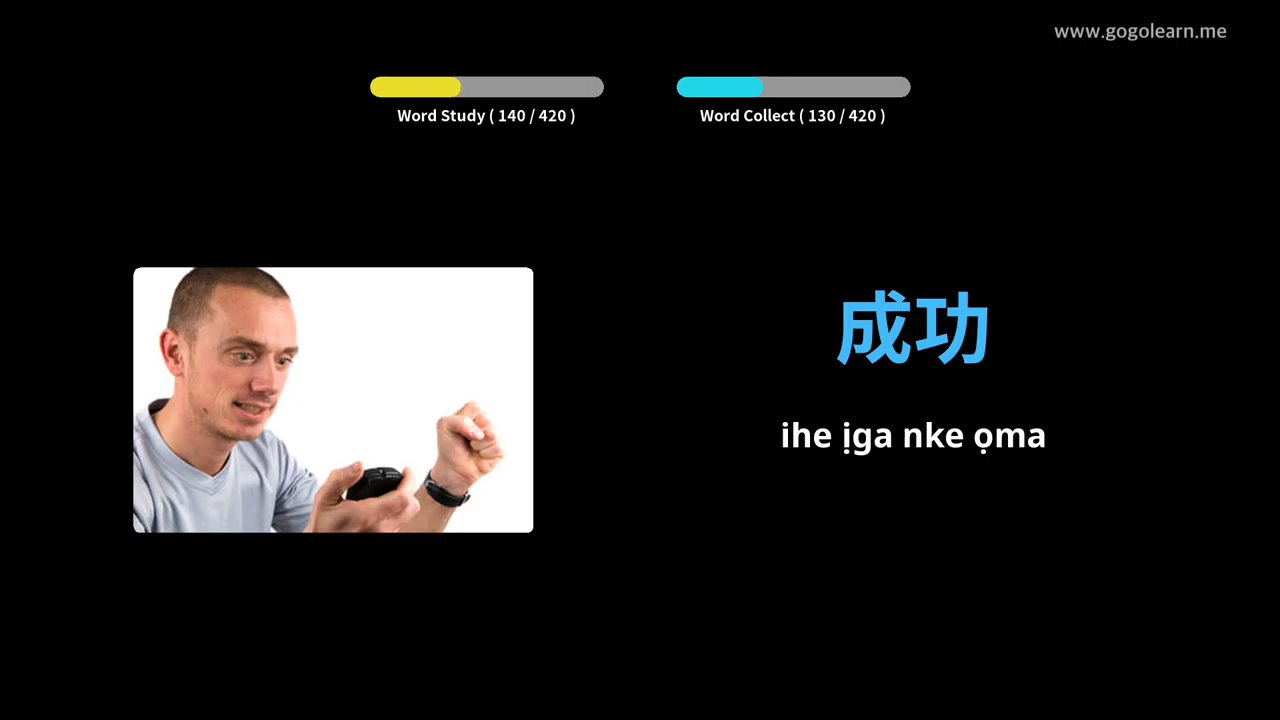 www.gogolearn.me
Word Study ( 140 / 420 )
Word Collect ( 130 / 420 )
成功
ihe ịga nke ọma